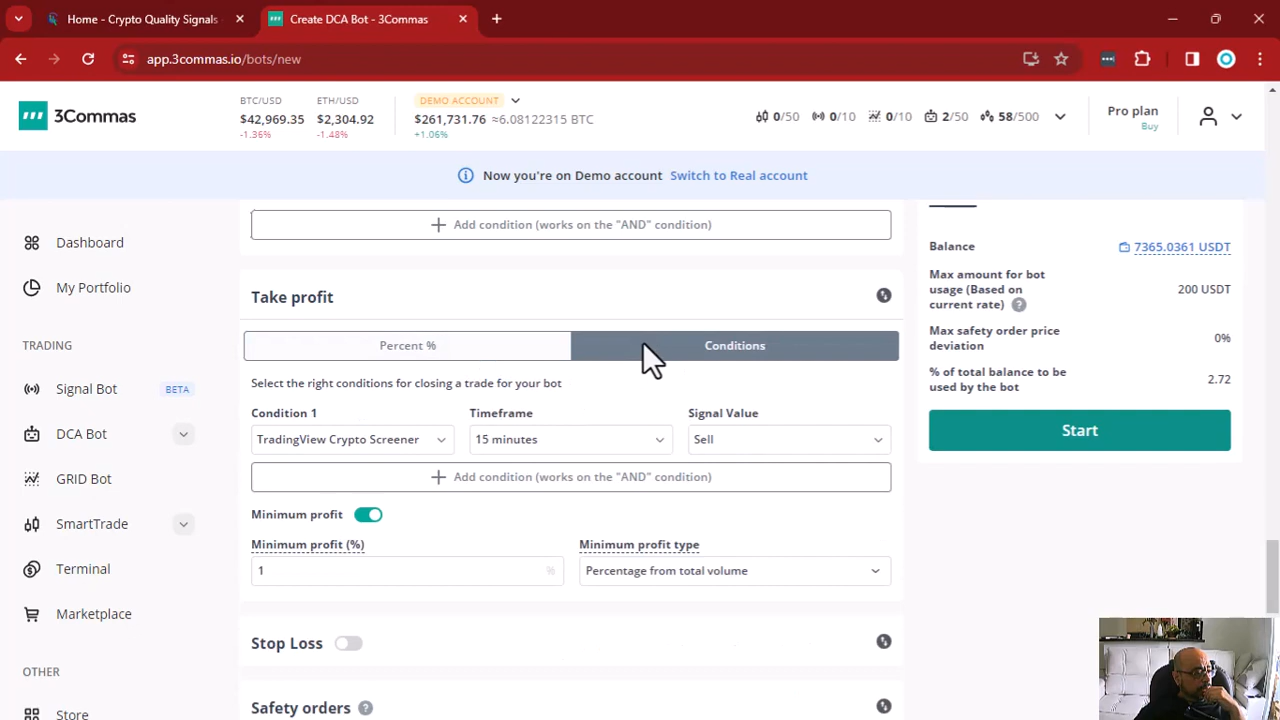 Home - Crypto Quality Signals
Create DCA Bot - 3Commas
app.3commas.io/bots/new
3Commas
BTC/USD
$42,969.35
-1.36%
ETH/USD
$2,304.92
-1.48%
DEMO ACCOUNT
$261,731.76 ≈6.08122315 BTC
+1.06%
0/50
0/10
0/10
2/50
58/500
Pro plan
Buy
Now you're on Demo account Switch to Real account
Dashboard
My Portfolio
TRADING
Signal Bot BETA
DCA Bot
GRID Bot
SmartTrade
Terminal
Marketplace
OTHER
Store
Add condition (works on the "AND" condition)
Take profit
Percent %
Conditions
Select the right conditions for closing a trade for your bot
Condition 1
Timeframe
Signal Value
TradingView Crypto Screener
15 minutes
Sell
Add condition (works on the "AND" condition)
Minimum profit
Minimum profit (%)
Minimum profit type
1 %
Percentage from total volume
Stop Loss
Safety orders ?
Balance
7365.0361 USDT
Max amount for bot
usage (Based on
current rate) ?
200 USDT
Max safety order price
deviation
0%
% of total balance to be
used by the bot
2.72
Start